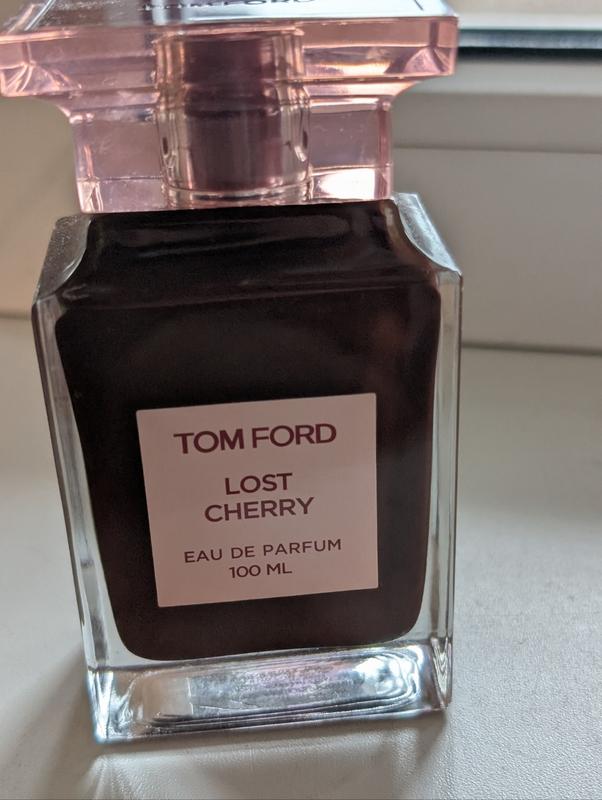 TOM FORD
LOST
CHERRY
EAU DE PARFUM
100 ML